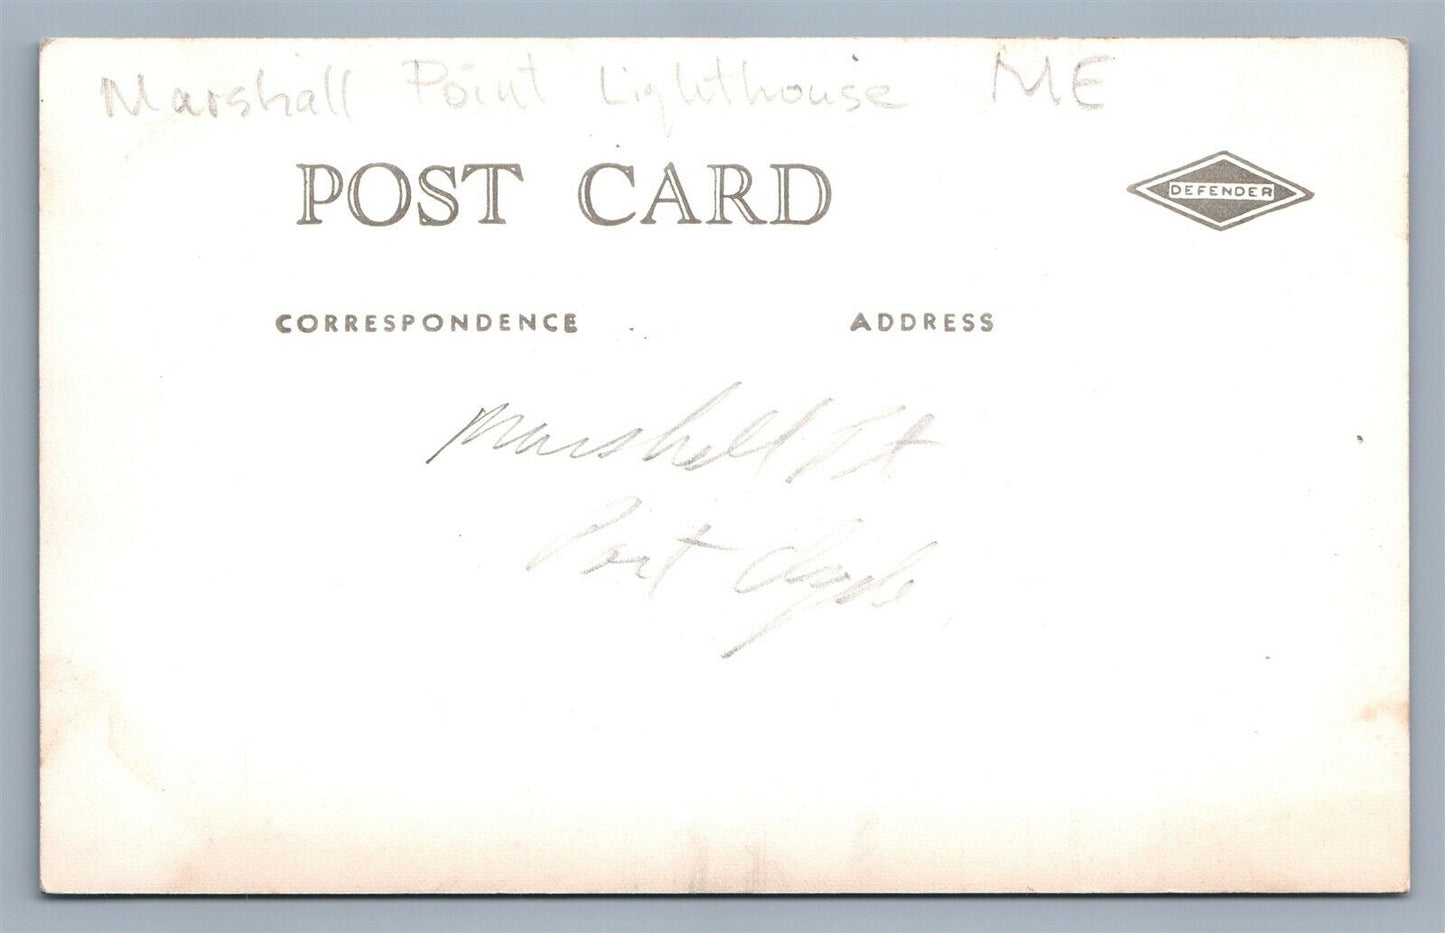 Marshall Point Lighthouse ME
POST CARD
DEFENDER
CORRESPONDENCE
ADDRESS
Marshall Pt
Port Clyde